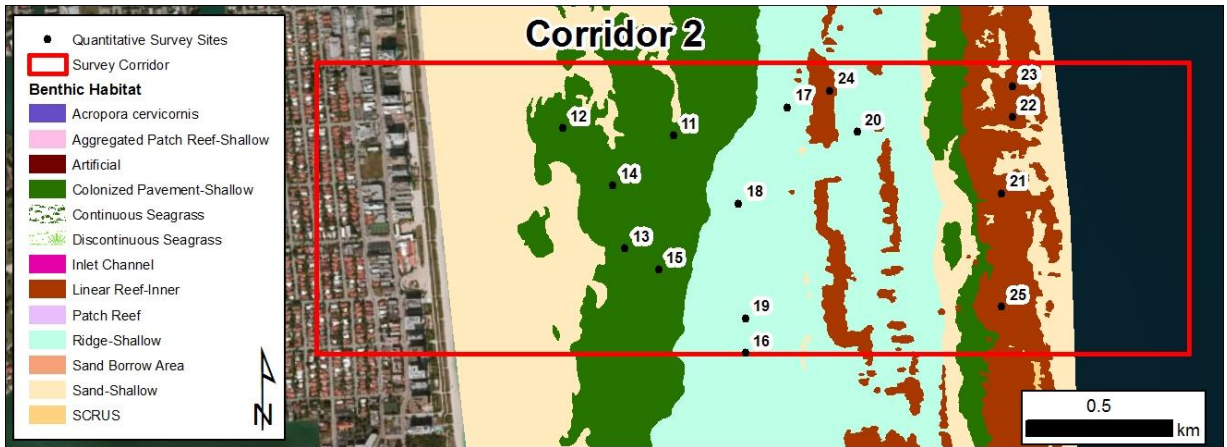 Corridor 2
Quantitative Survey Sites
Survey Corridor
Benthic Habitat
Acropora cervicornis
Aggregated Patch Reef-Shallow
Artificial
Colonized Pavement-Shallow
Continuous Seagrass
Discontinuous Seagrass
Inlet Channel
Linear Reef-Inner
Patch Reef
Ridge-Shallow
Sand Borrow Area
Sand-Shallow
SCRUS
N
23
24
17
22
12
11
20
14
21
18
13
15
25
19
16
0.5
km